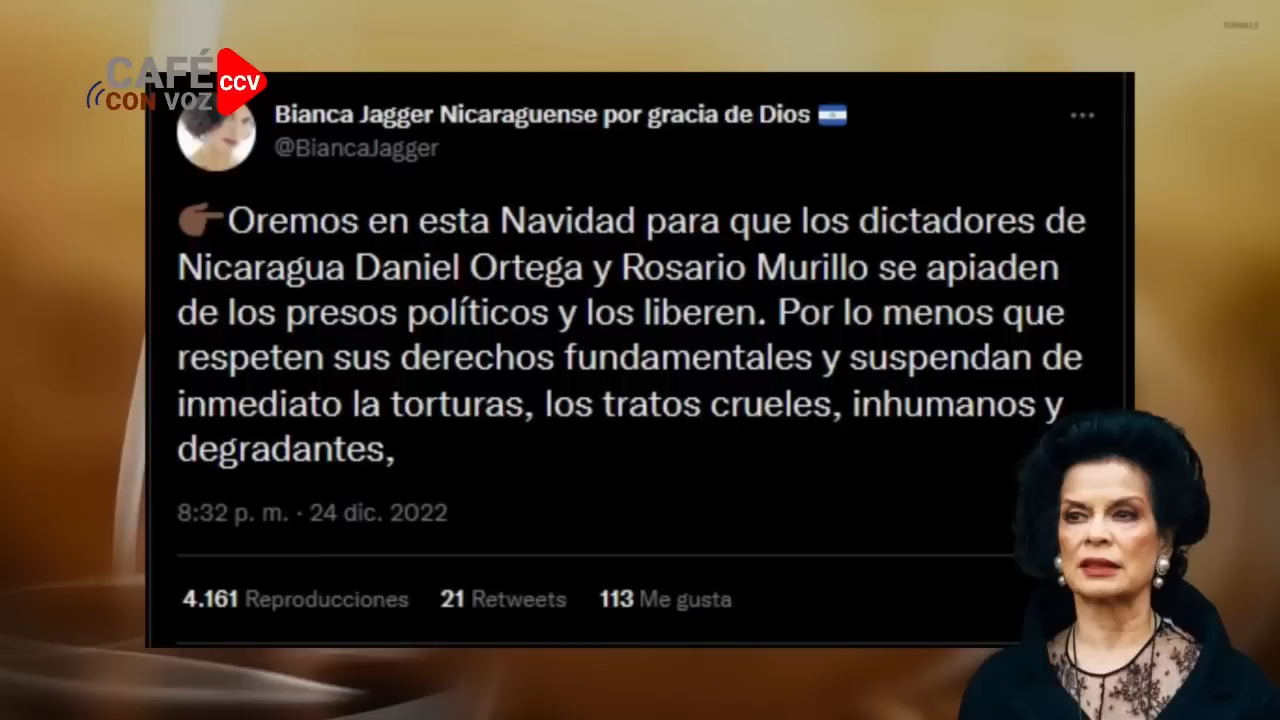 CAFÉ
CON VOZ
CCV
Bianca Jagger Nicaraguense por gracia de Dios
@BiancaJagger
Oremos en esta Navidad para que los dictadores de
Nicaragua Daniel Ortega y Rosario Murillo se apiaden
de los presos políticos y los liberen. Por lo menos que
respeten sus derechos fundamentales y suspendan de
inmediato la torturas, los tratos crueles, inhumanos y
degradantes,
8:32 p. m. · 24 dic. 2022
4.161 Reproducciones 21 Retweets 113 Me gusta